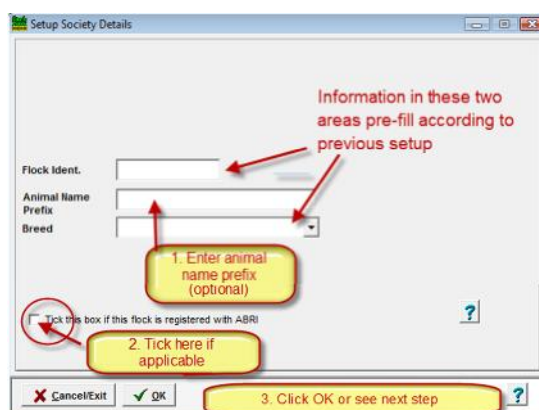 Setup Society Details
Information in these two
areas pre-fill according to
previous setup
Flock Ident.
Animal Name
Prefix
Breed
1. Enter animal
name prefix
(optional)
Tick this box if this flock is registered with ABRI
?
2. Tick here if
applicable
Cancel/Exit
OK
3. Click OK or see next step
?